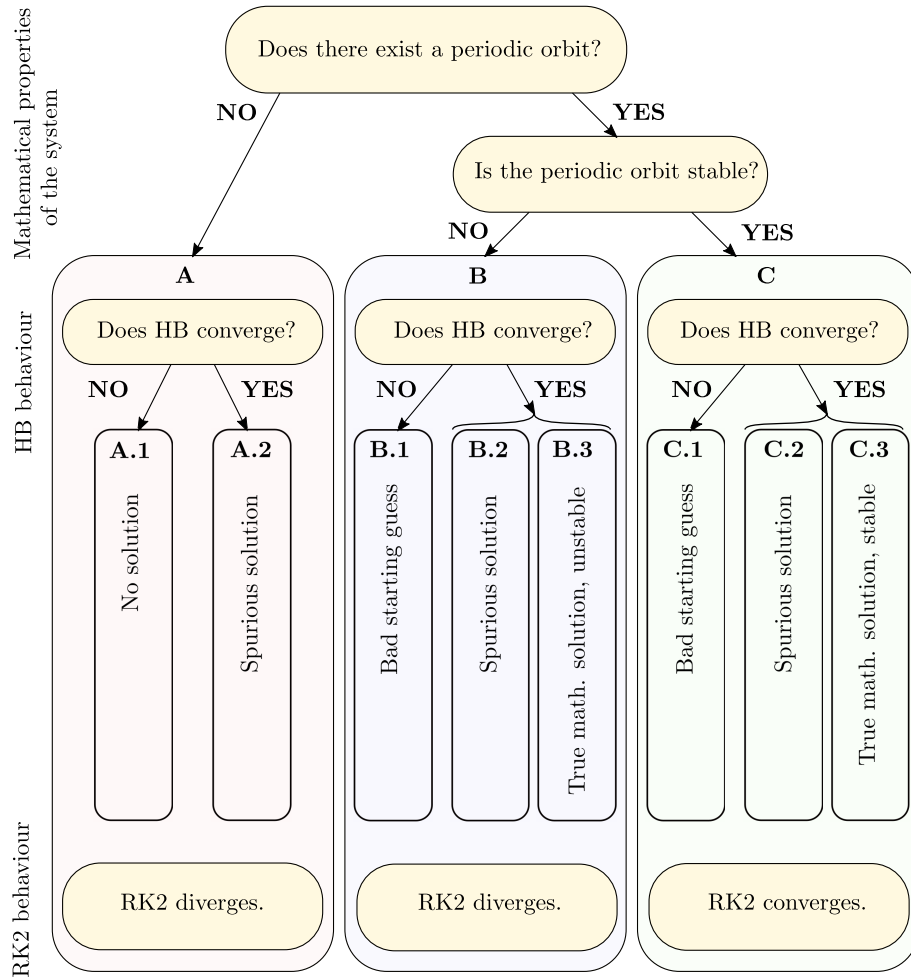 Does there exist a periodic orbit?
Mathematical properties
of the system
NO
YES
Is the periodic orbit stable?
NO
YES
A
B
C
HB behaviour
Does HB converge?
Does HB converge?
Does HB converge?
NO
YES
NO
YES
NO
YES
A.1
A.2
B.1
B.2
B.3
C.1
C.2
C.3
No solution
Spurious solution
Bad starting guess
Spurious solution
True math. solution, unstable
Bad starting guess
Spurious solution
True math. solution, stable
RK2 behaviour
RK2 diverges.
RK2 diverges.
RK2 converges.